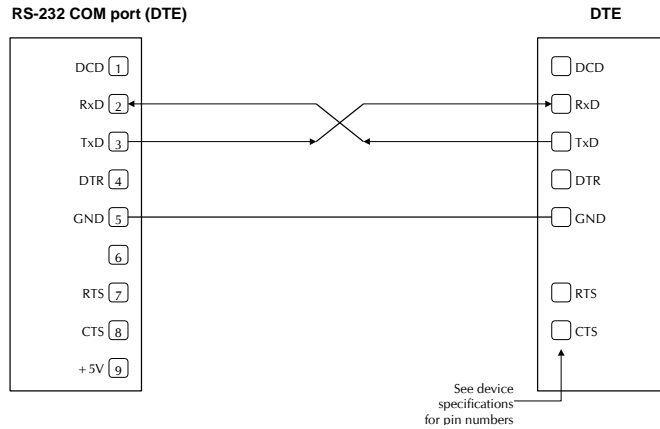 RS-232 COM port (DTE)
DTE
DCD 1
RxD 2
TxD 3
DTR 4
GND 5
6
RTS 7
CTS 8
+5V 9
DCD
RxD
TxD
DTR
GND
RTS
CTS
See device
specifications
for pin numbers